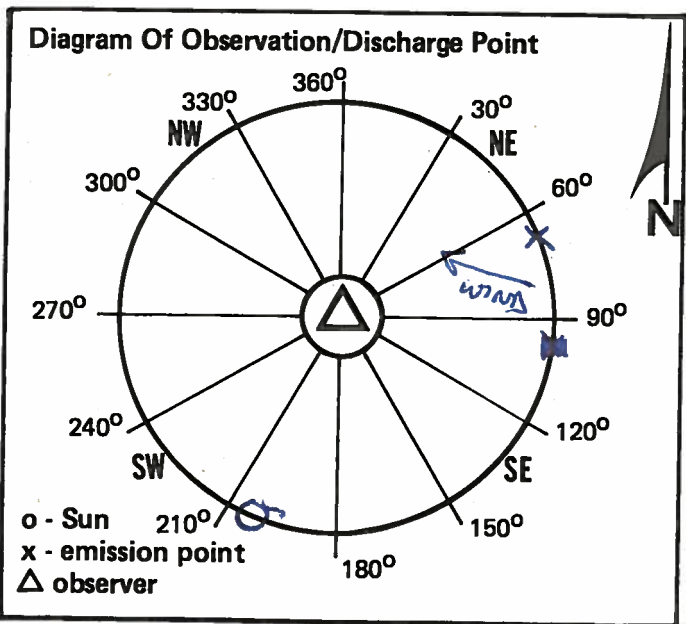 Diagram Of Observation/Discharge Point
360°
330°
30°
NW
NE
300°
60°
N
X
270°
90°
240°
120°
SW
SE
o - Sun
210°
150°
x - emission point
180°
△ observer